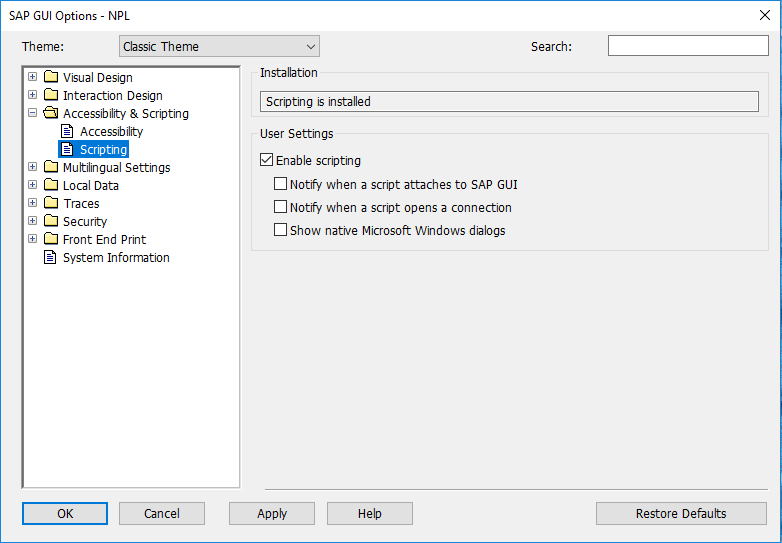 SAP GUI Options - NPL
Theme:
Classic Theme
Search:
Visual Design
Interaction Design
Accessibility & Scripting
Accessibility
Scripting
Multilingual Settings
Local Data
Traces
Security
Front End Print
System Information
Installation
Scripting is installed
User Settings
Enable scripting
Notify when a script attaches to SAP GUI
Notify when a script opens a connection
Show native Microsoft Windows dialogs
OK
Cancel
Apply
Help
Restore Defaults